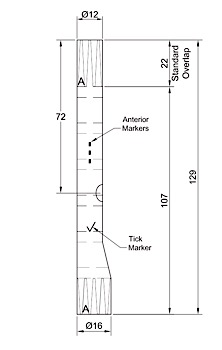 Ø12
A
22
Standard
Overlap
Anterior
Markers
72
107
129
Tick
Marker
A
Ø16